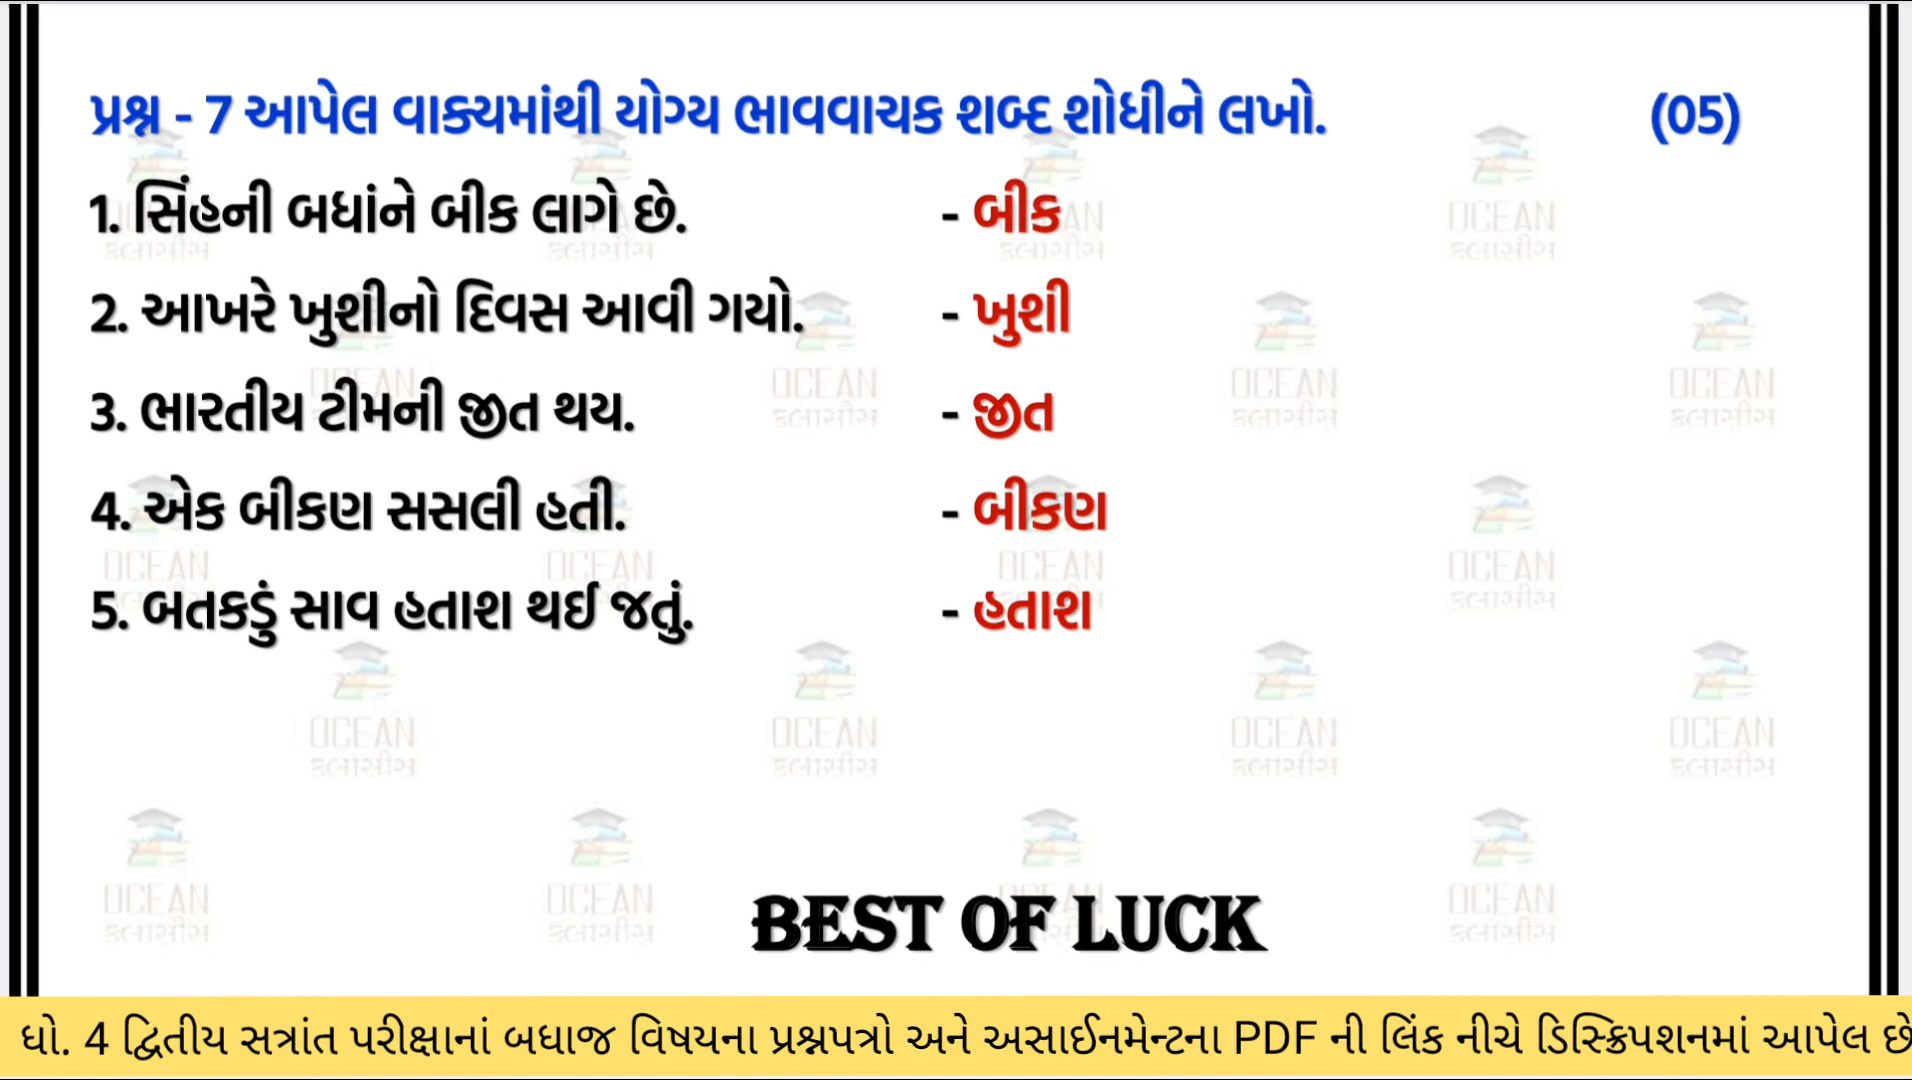 પ્રશ્ન - 7 આપેલ વાક્યમાંથી યોગ્ય ભાવવાચક શબ્દ શોધીને લખો. (05)
1. સિંહની બધાંને બીક લાગે છે. - બીક
2. આખરે ખુશીનો દિવસ આવી ગયો. - ખુશી
3. ભારતીય ટીમની જીત થય. - જીત
4. એક બીકણ સસલી હતી. - બીકણ
5. બતકડું સાવ હતાશ થઈ જતું. - હતાશ
OCEAN
ક્લાસીસ
BEST OF LUCK
ધો. 4 દ્વિતીય સત્રાંત પરીક્ષાનાં બધાજ વિષયના પ્રશ્નપત્રો અને અસાઈનમેન્ટના PDF ની લિંક નીચે ડિસ્ક્રિપશનમાં આપેલ છે